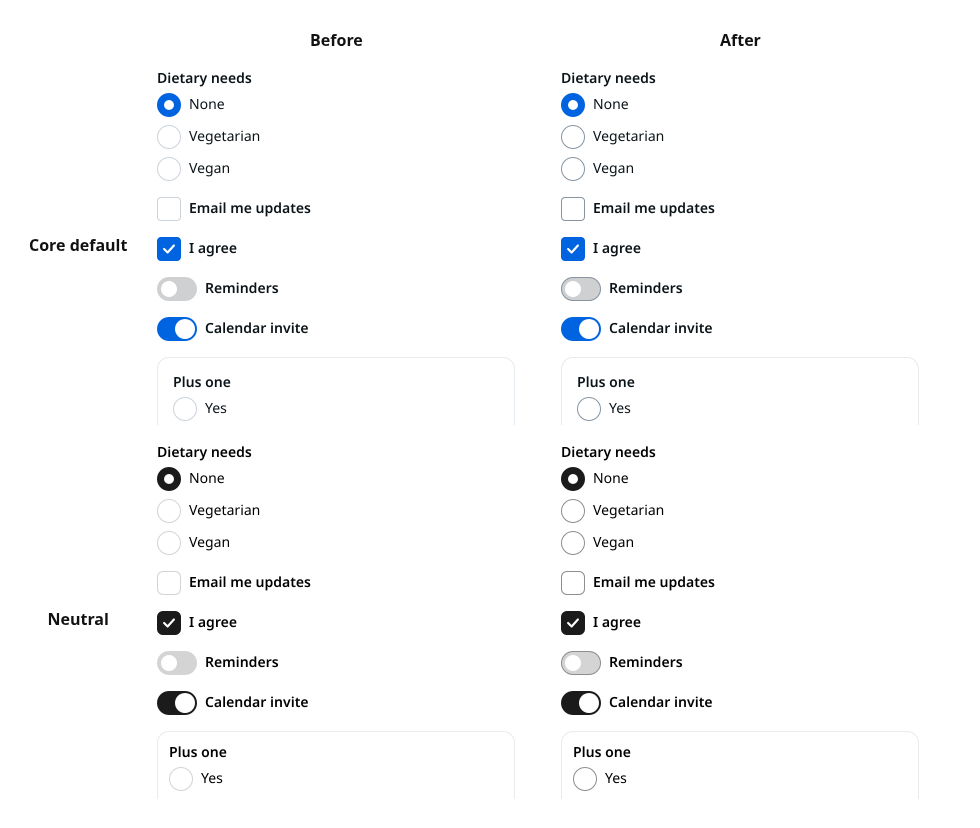 Before
After
Core default
Dietary needs
None
Vegetarian
Vegan
Email me updates
I agree
Reminders
Calendar invite
Plus one
Yes
Dietary needs
None
Vegetarian
Vegan
Email me updates
I agree
Reminders
Calendar invite
Plus one
Yes
Neutral
Dietary needs
None
Vegetarian
Vegan
Email me updates
I agree
Reminders
Calendar invite
Plus one
Yes
Dietary needs
None
Vegetarian
Vegan
Email me updates
I agree
Reminders
Calendar invite
Plus one
Yes